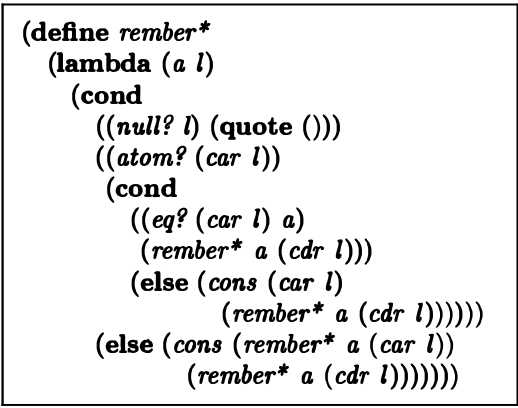 (define rember*
(lambda (a l)
(cond
((null? l) (quote ()))
((atom? (car l))
(cond
((eq? (car l) a)
(rember* a (cdr l)))
(else (cons (car l)
(rember* a (cdr l))))))
(else (cons (rember* a (car l))
(rember* a (cdr l)))))))